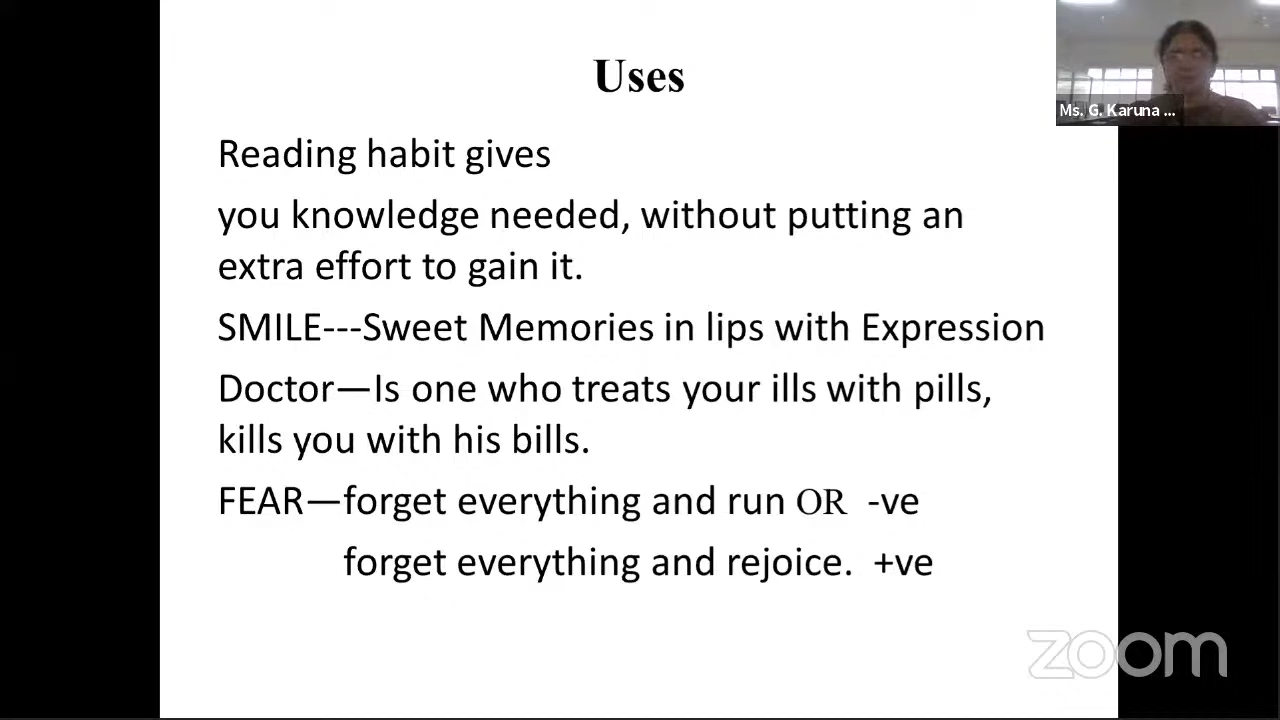 Uses
Ms. G. Karuna ...
Reading habit gives
you knowledge needed, without putting an
extra effort to gain it.
SMILE---Sweet Memories in lips with Expression
Doctor—Is one who treats your ills with pills,
kills you with his bills.
FEAR—forget everything and run OR -ve
forget everything and rejoice. +ve
zoom